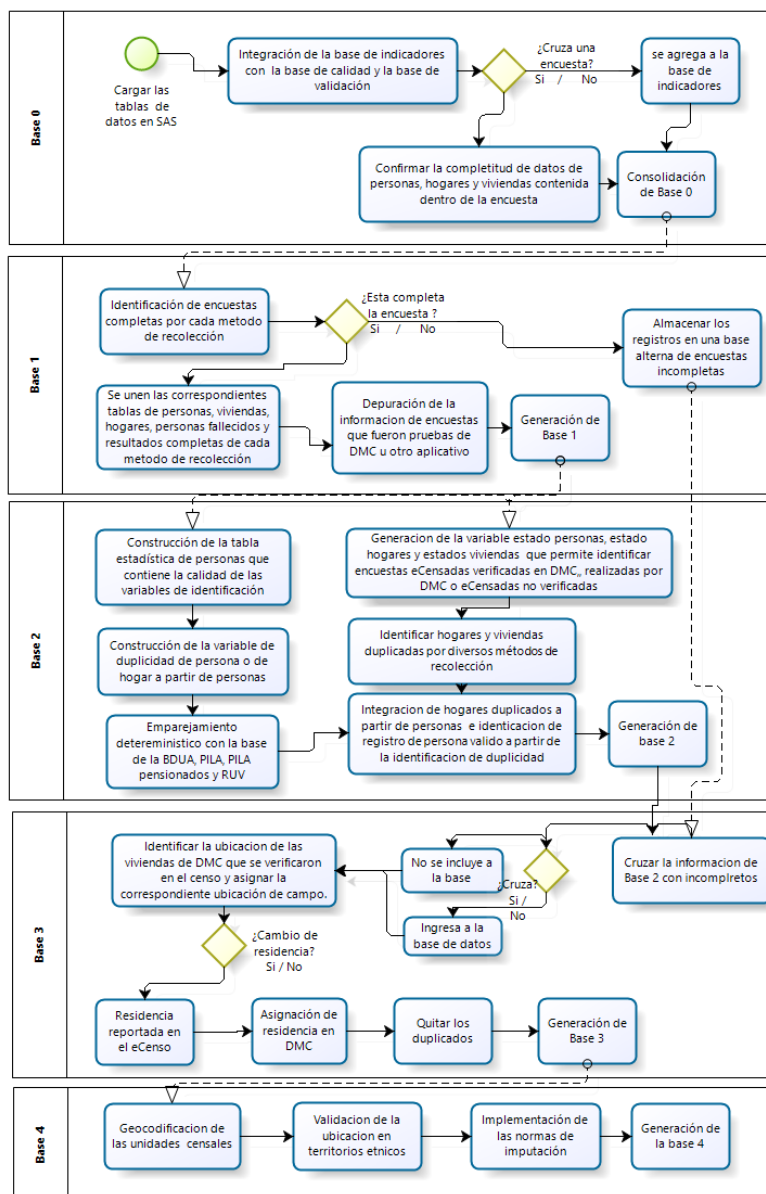 Base 0
Cargar las
tablas de
datos en SAS
Integración de la base de indicadores
con la base de calidad y la base de
validación
¿Cruza una
encuesta?
Si / No
se agrega a la
base de
indicadores
Confirmar la completitud de datos de
personas, hogares y viviendas contenida
dentro de la encuesta
Consolidación
de Base 0
Base 1
Identificación de encuestas
completas por cada metodo
de recolección
¿Esta completa
la encuesta ?
Si / No
Almacenar los
registros en una base
alterna de encuestas
incompletas
Se unen las correspondientes
tablas de personas, viviendas,
hogares, personas fallecidos y
resultados completas de cada
metodo de recolección
Depuración de la
informacion de encuestas
que fueron pruebas de
DMC u otro aplicativo
Generación de
Base 1
Base 2
Construcción de la tabla
estadística de personas que
contiene la calidad de las
variables de identificación
Generacion de la variable estado personas, estado
hogares y estados viviendas que permite identificar
encuestas eCensadas verificadas en DMC,, realizadas por
DMC o eCensadas no verificadas
Construcción de la variable de
duplicidad de persona o de
hogar a partir de personas
Identificar hogares y viviendas
duplicadas por diversos métodos de
recolección
Emparejamiento
detereministico con la base
de la BDUA, PILA, PILA
pensionados y RUV
Integracion de hogares duplicados a
partir de personas e identicacion de
registro de persona valido a partir de
la identificacion de duplicidad
Generación de
base 2
Base 3
Identificar la ubicacion de las
viviendas de DMC que se verificaron
en el censo y asignar la
correspondiente ubicación de campo.
No se incluye a
la base
¿Cruza?
Si /
No
Ingresa a la
base de datos
Cruzar la informacion de
Base 2 con incomplretos
¿Cambio de
residencia?
Si / No
Residencia
reportada en
el eCenso
Asignación de
residencia en
DMC
Quitar los
duplicados
Generación de
Base 3
Base 4
Geocodificacion de
las unidades censales
Validacion de la
ubicacion en
territorios etnicos
Implementación de
las normas de
imputación
Generación de
la base 4